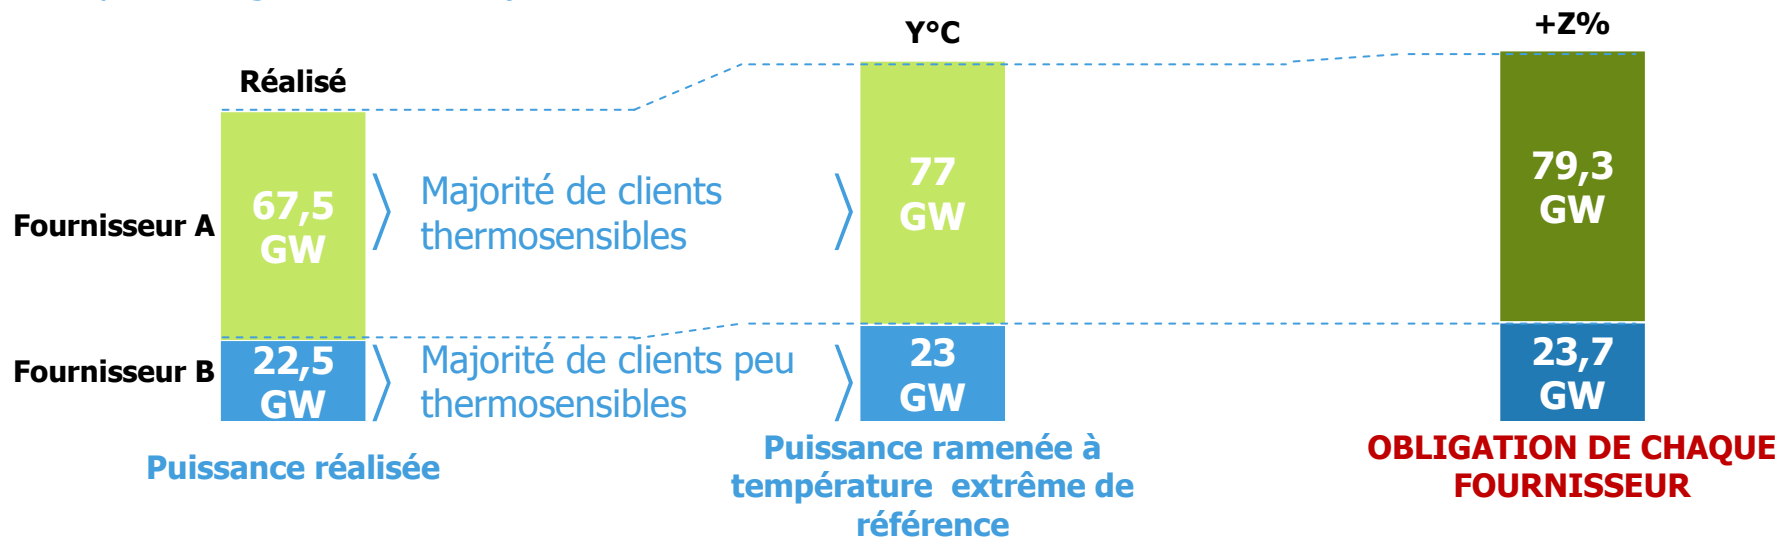 Y°C
+Z%
Réalisé
Fournisseur A
67,5
GW
Majorité de clients
thermosensibles
77
GW
79,3
GW
Fournisseur B
22,5
GW
Majorité de clients peu
thermosensibles
23
GW
23,7
GW
Puissance réalisée
Puissance ramenée à
température extrême de
référence
OBLIGATION DE CHAQUE
FOURNISSEUR